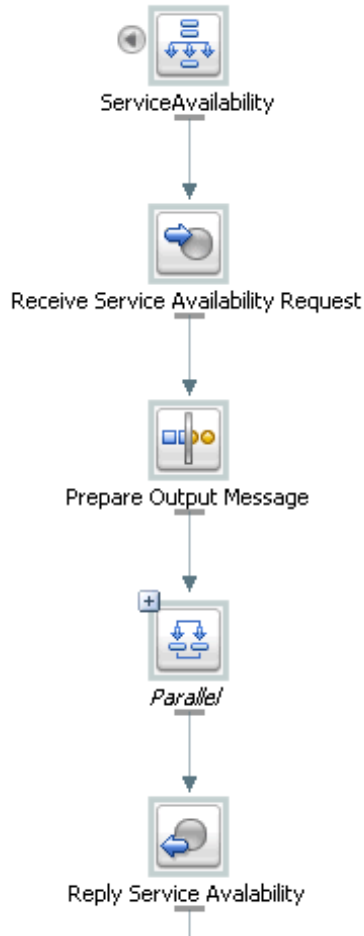 ServiceAvailability
Receive Service Availability Request
Prepare Output Message
Parallel
Reply Service Avalability